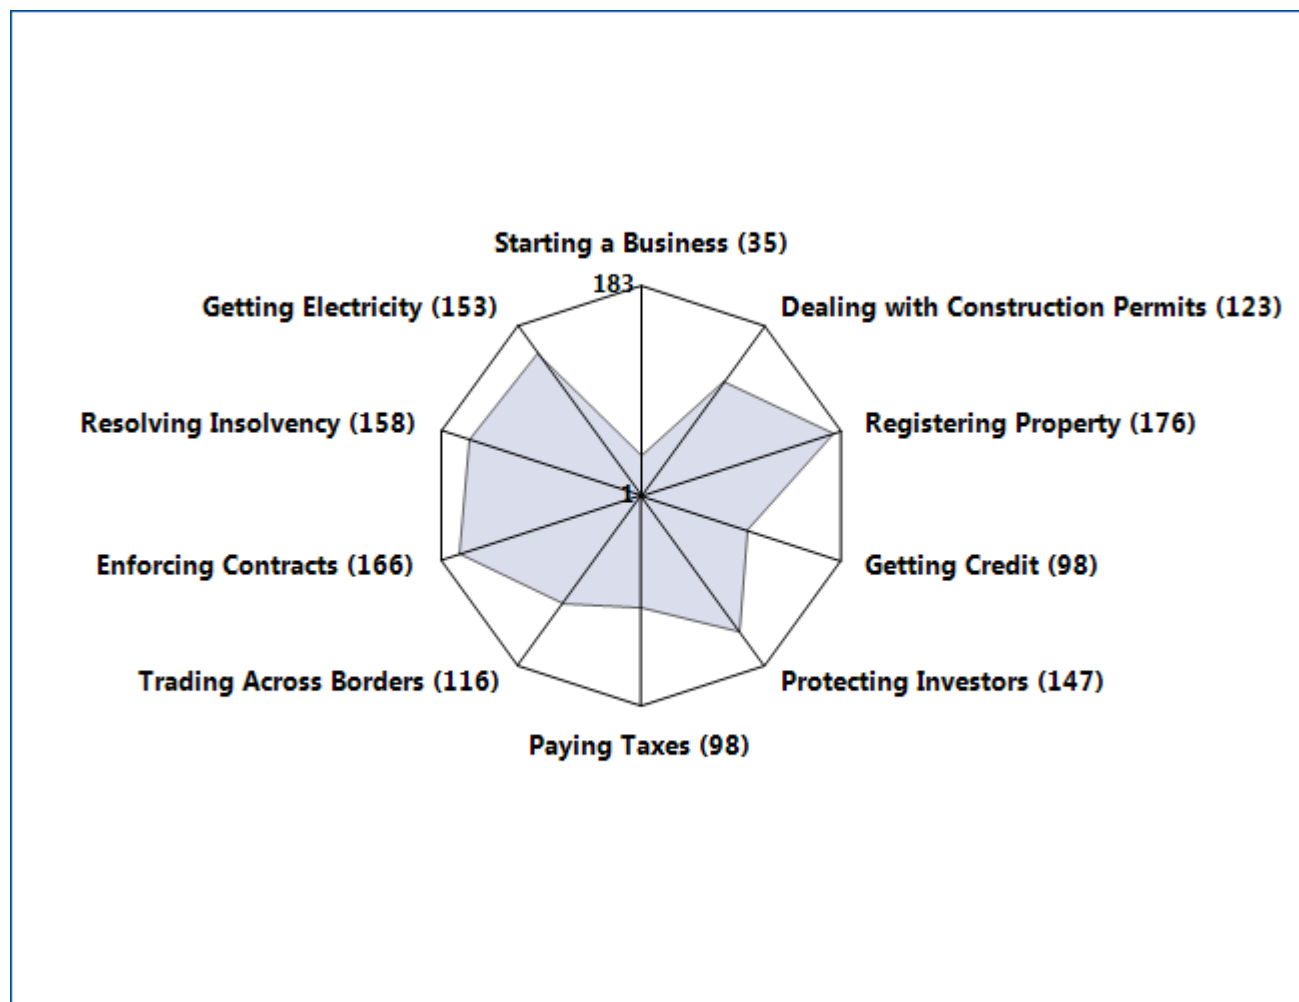 Starting a Business (35)
183
Getting Electricity (153)
Dealing with Construction Permits (123)
Resolving Insolvency (158)
Registering Property (176)
1
Enforcing Contracts (166)
Getting Credit (98)
Trading Across Borders (116)
Protecting Investors (147)
Paying Taxes (98)